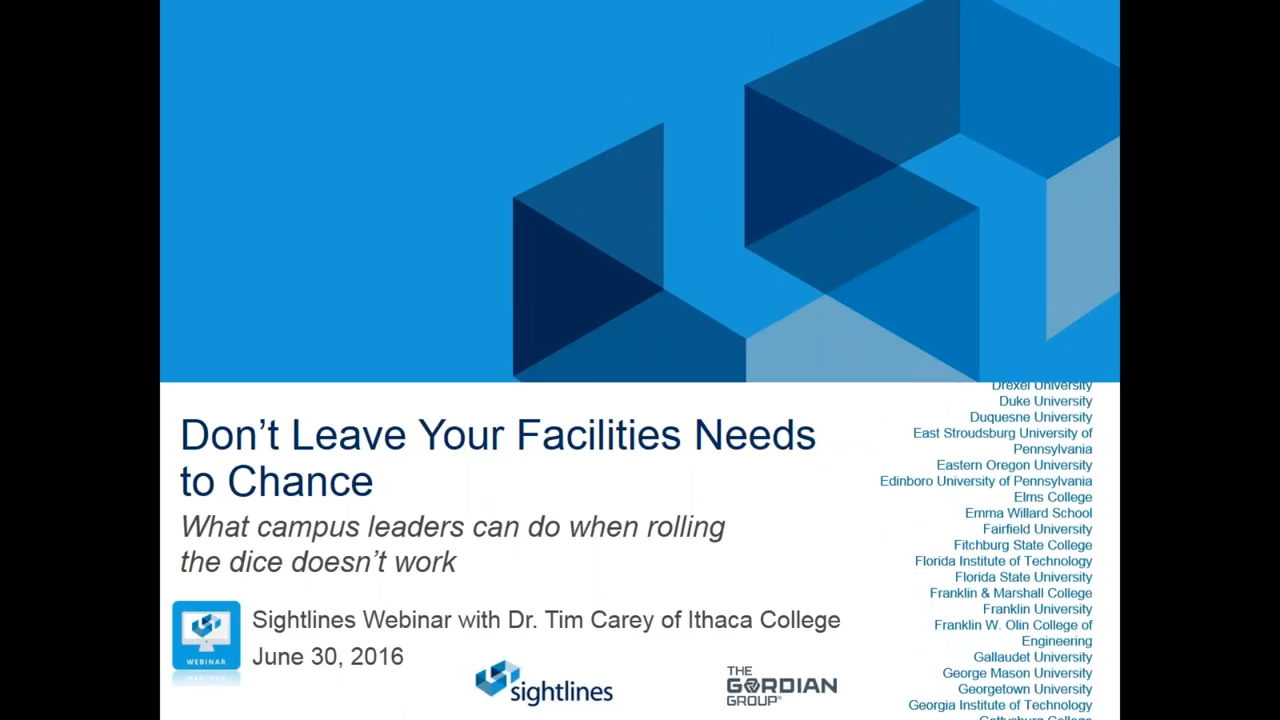 Don't Leave Your Facilities Needs
to Chance
What campus leaders can do when rolling
the dice doesn't work
Sightlines Webinar with Dr. Tim Carey of Ithaca College
June 30, 2016
WEBINAR
sightlines
THE
GORDIAN
GROUP®
Drexel University
Duke University
Duquesne University
East Stroudsburg University of
Pennsylvania
Eastern Oregon University
Edinboro University of Pennsylvania
Elms College
Emma Willard School
Fairfield University
Fitchburg State College
Florida Institute of Technology
Florida State University
Franklin & Marshall College
Franklin University
Franklin W. Olin College of
Engineering
Gallaudet University
George Mason University
Georgetown University
Georgia Institute of Technology
Gettysburg College